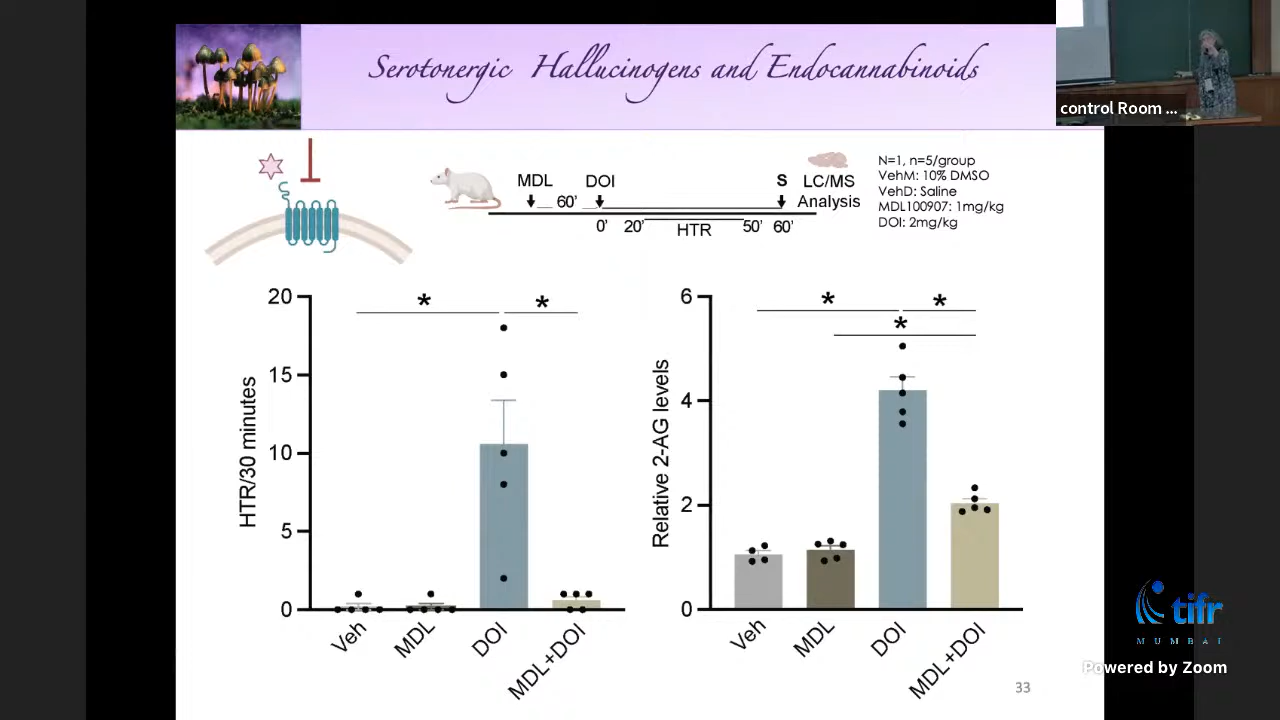 Serotonergic Hallucinogens and Endocannabinoids
control Room ...
MDL
60'
DOI
S
LC/MS
Analysis
0'
20'
HTR
50'
60'
N=1, n=5/group
VehM: 10% DMSO
VehD: Saline
MDL100907: 1mg/kg
DOI: 2mg/kg
HTR/30 minutes
20
15
10
5
0
*
*
Veh
MDL
DOI
MDL+DOI
Relative 2-AG levels
6
4
2
0
*
*
*
Veh
MDL
DOI
MDL+DOI
33
tifr
MUMBAI
Powered by Zoom